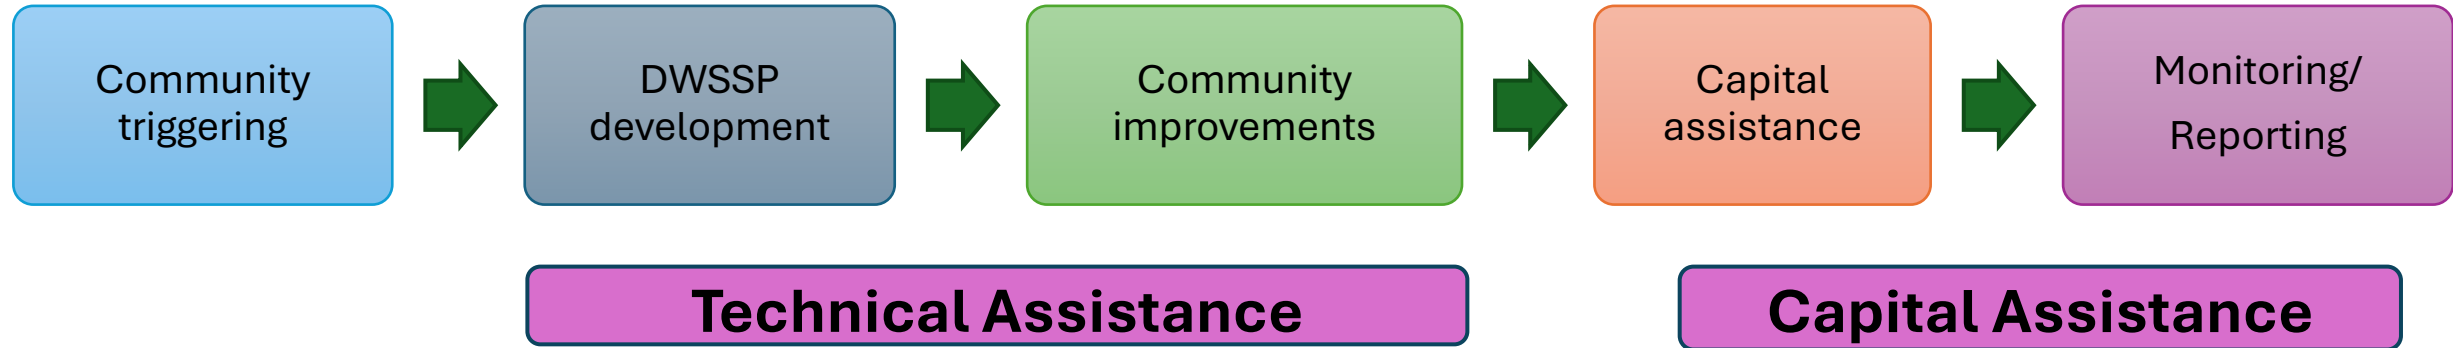 Community
triggering
DWSSP
development
Community
improvements
Capital
assistance
Monitoring/
Reporting
Technical Assistance
Capital Assistance